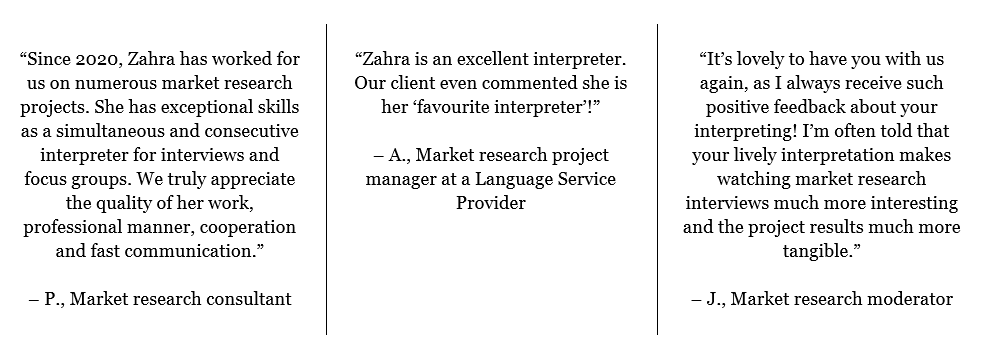 “Since 2020, Zahra has worked for
us on numerous market research
projects. She has exceptional skills
as a simultaneous and consecutive
interpreter for interviews and
focus groups. We truly appreciate
the quality of her work,
professional manner, cooperation
and fast communication.”
– P., Market research consultant
“Zahra is an excellent interpreter.
Our client even commented she is
her ‘favourite interpreter’!”
– A., Market research project
manager at a Language Service
Provider
“It’s lovely to have you with us
again, as I always receive such
positive feedback about your
interpreting! I’m often told that
your lively interpretation makes
watching market research
interviews much more interesting
and the project results much more
tangible.”
– J., Market research moderator